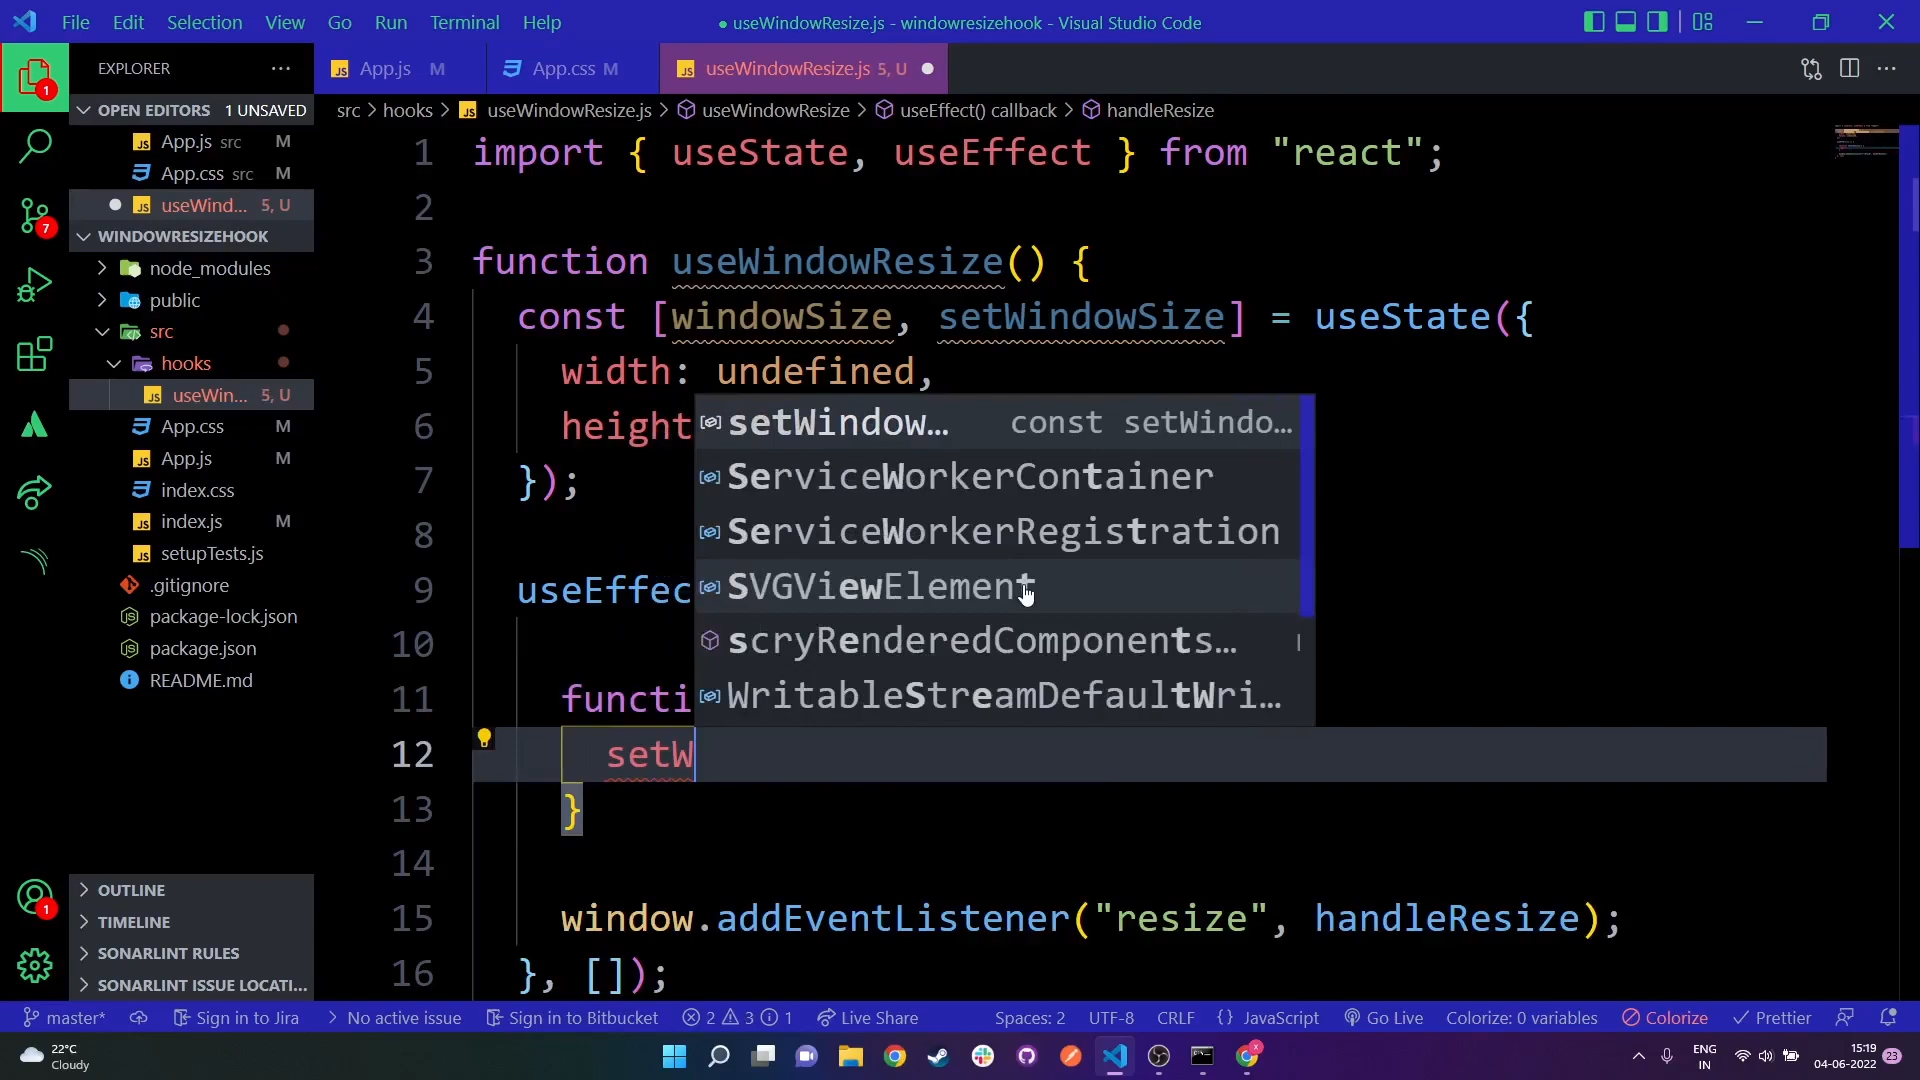 File Edit Selection View Go Run Terminal Help
● useWindowResize.js - windowresizehook - Visual Studio Code
EXPLORER ...
App.js M
App.css M
useWindowResize.js 5, U ●
OPEN EDITORS 1 UNSAVED
App.js src M
App.css src M
useWind... 5, U
WINDOWRESIZEHOOK
node_modules
public
src
hooks
useWin... 5, U
App.css M
App.js M
index.css
index.js M
setupTests.js
.gitignore
package-lock.json
package.json
README.md
OUTLINE
TIMELINE
SONARLINT RULES
SONARLINT ISSUE LOCATI...
1
7
1
src > hooks > JS useWindowResize.js > useWindowResize > useEffect() callback > handleResize
1 import { useState, useEffect } from "react";
2
3 function useWindowResize() {
4 const [windowSize, setWindowSize] = useState({
5 width: undefined,
6 height
7 });
8
9 useEffec
10
11 functi
12 setW
13 }
14
15 window.addEventListener("resize", handleResize);
16 }, []);
setWindow... const setWindo...
ServiceWorkerContainer
ServiceWorkerRegistration
SVGViewElement
scryRenderedComponents...
WritableStreamDefaultWri...
master* Sign in to Jira No active issue Sign in to Bitbucket 2 3 1 Live Share Spaces: 2 UTF-8 CRLF {} JavaScript Go Live Colorize: 0 variables Colorize Prettier
22°C
Cloudy
ENG
IN
15:19
04-06-2022
23